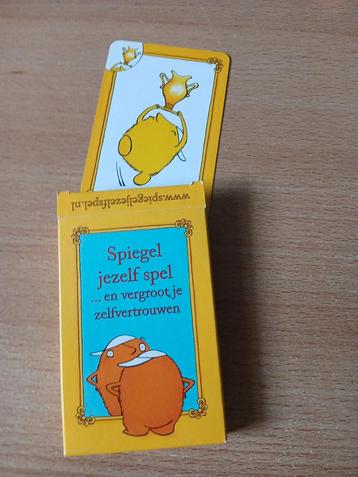 www.spiegeljezelfspel.nl
Spiegel
jezelf spel
... en vergroot je
zelfvertrouwen